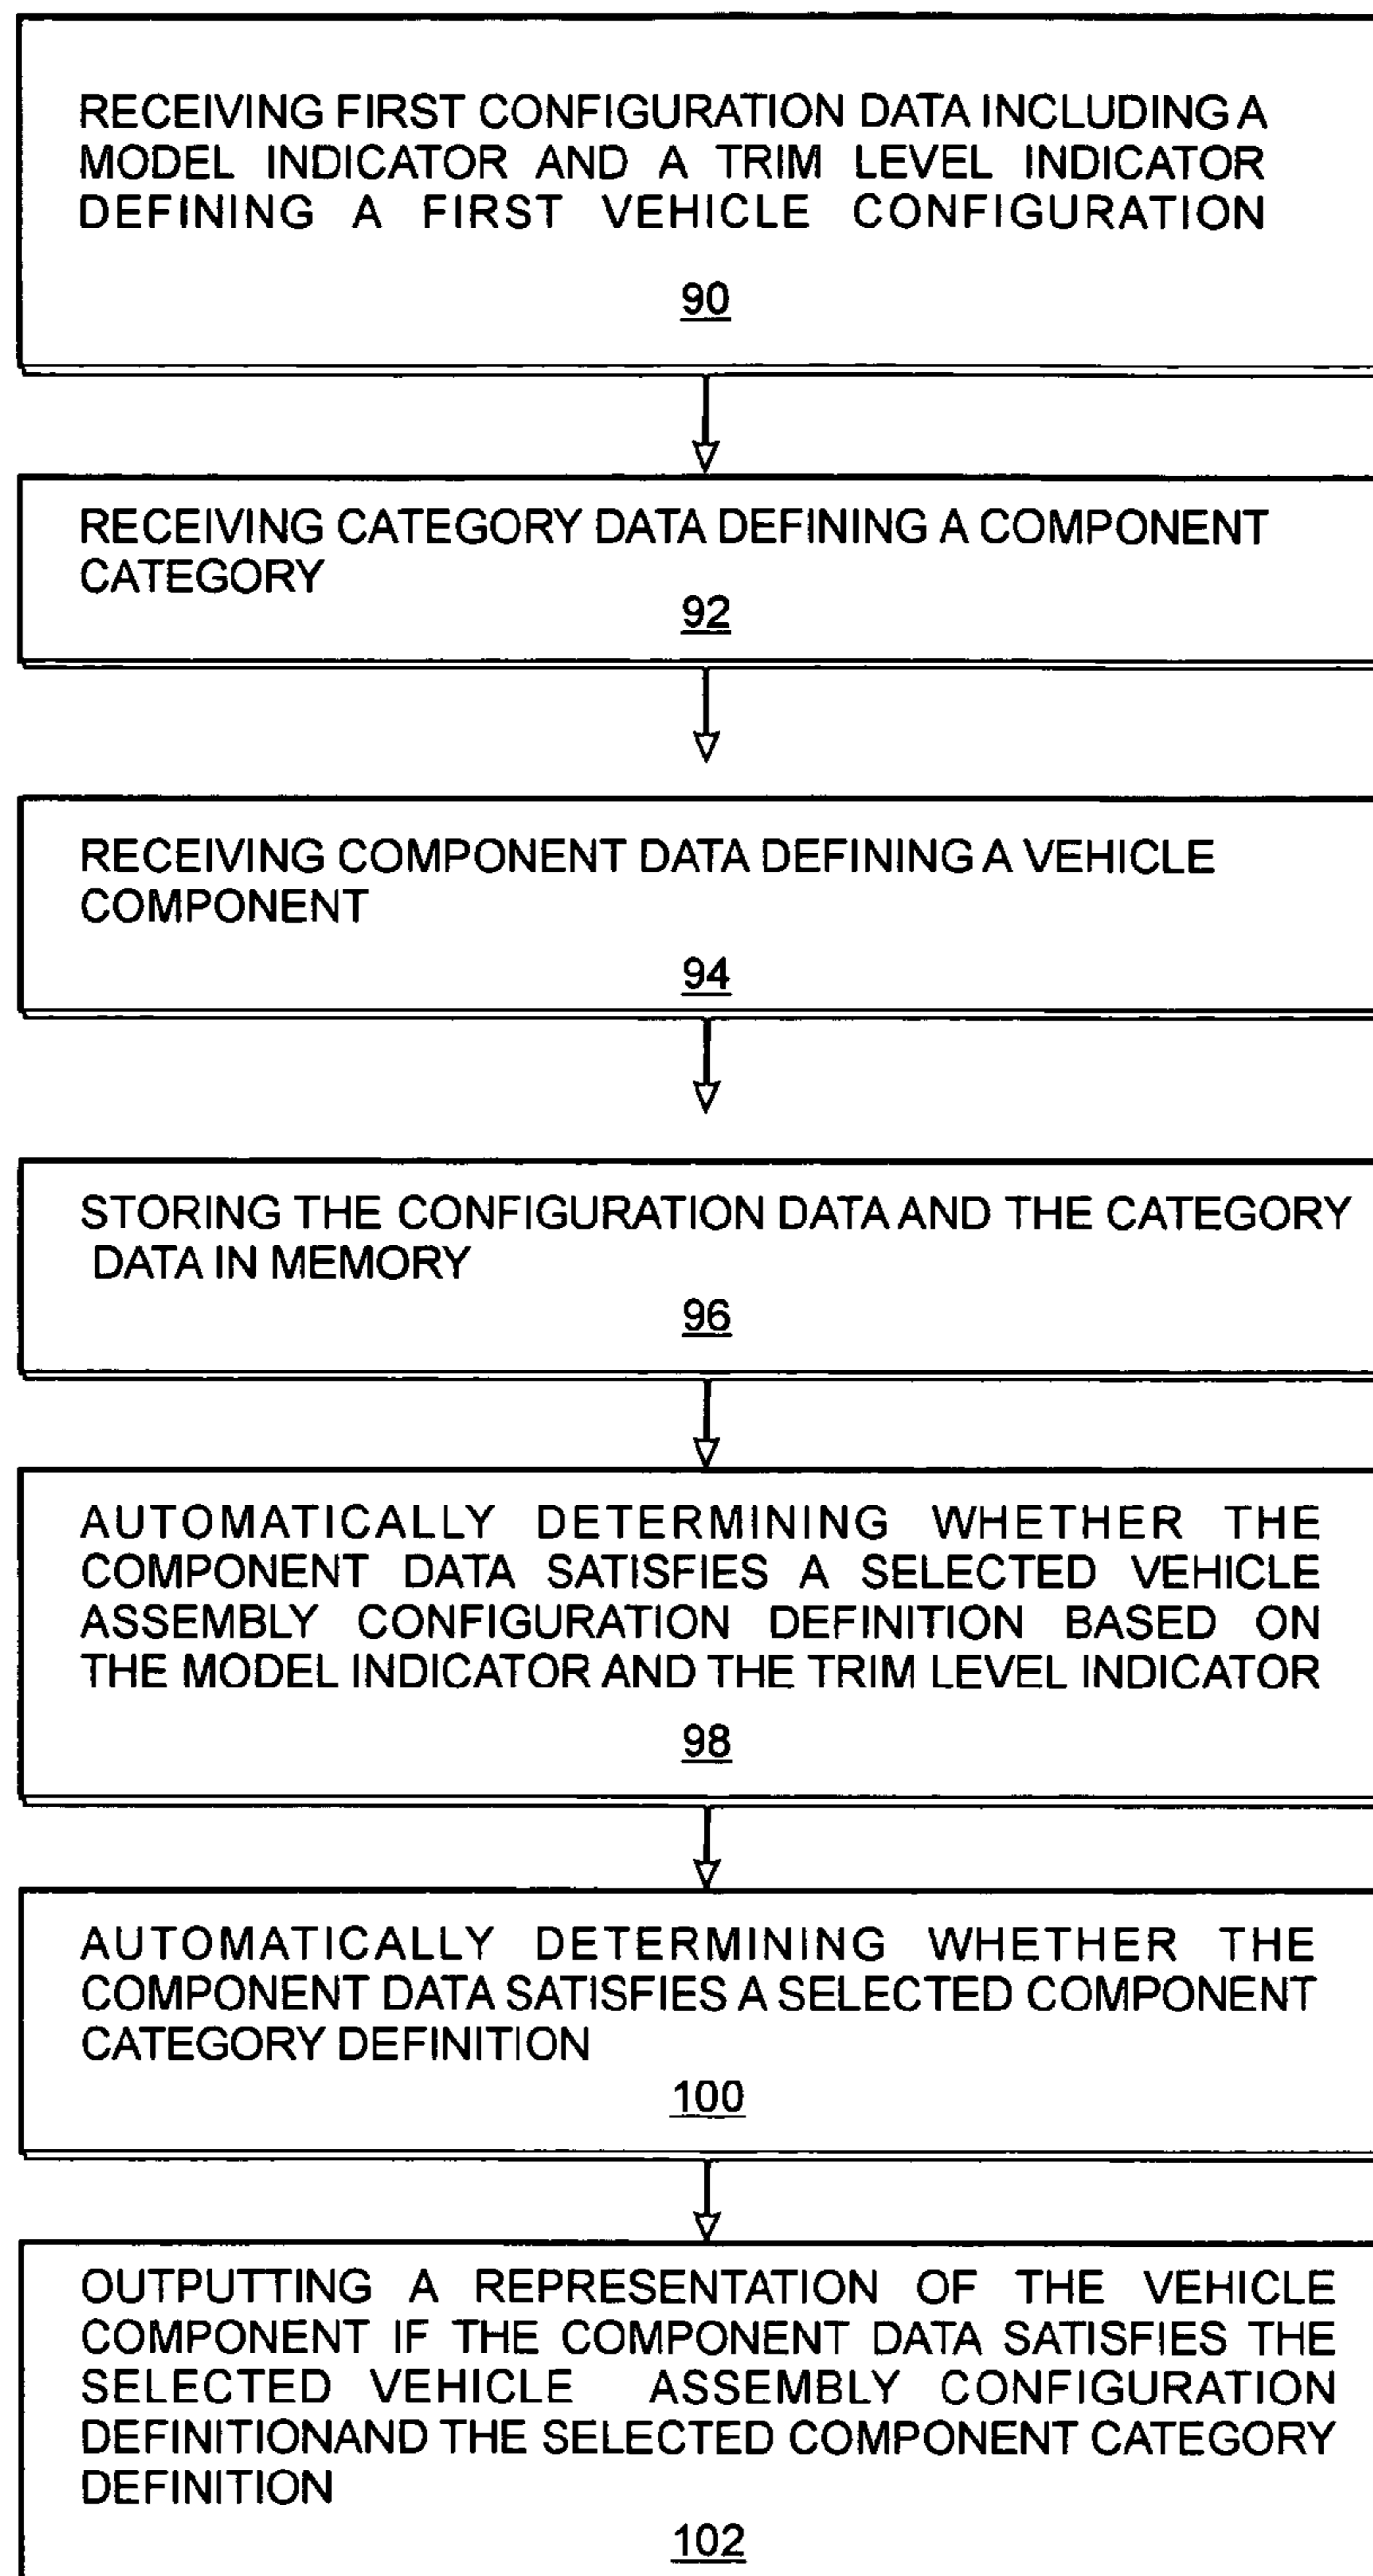 RECEIVING FIRST CONFIGURATION DATA INCLUDING A
MODEL INDICATOR AND A TRIM LEVEL INDICATOR
DEFINING A FIRST VEHICLE CONFIGURATION
90
RECEIVING CATEGORY DATA DEFINING A COMPONENT
CATEGORY
92
RECEIVING COMPONENT DATA DEFINING A VEHICLE
COMPONENT
94
STORING THE CONFIGURATION DATA AND THE CATEGORY
DATA IN MEMORY
96
AUTOMATICALLY DETERMINING WHETHER THE
COMPONENT DATA SATISFIES A SELECTED VEHICLE
ASSEMBLY CONFIGURATION DEFINITION BASED ON
THE MODEL INDICATOR AND THE TRIM LEVEL INDICATOR
98
AUTOMATICALLY DETERMINING WHETHER THE
COMPONENT DATA SATISFIES A SELECTED COMPONENT
CATEGORY DEFINITION
100
OUTPUTTING A REPRESENTATION OF THE VEHICLE
COMPONENT IF THE COMPONENT DATA SATISFIES THE
SELECTED VEHICLE ASSEMBLY CONFIGURATION
DEFINITIONAND THE SELECTED COMPONENT CATEGORY
DEFINITION
102